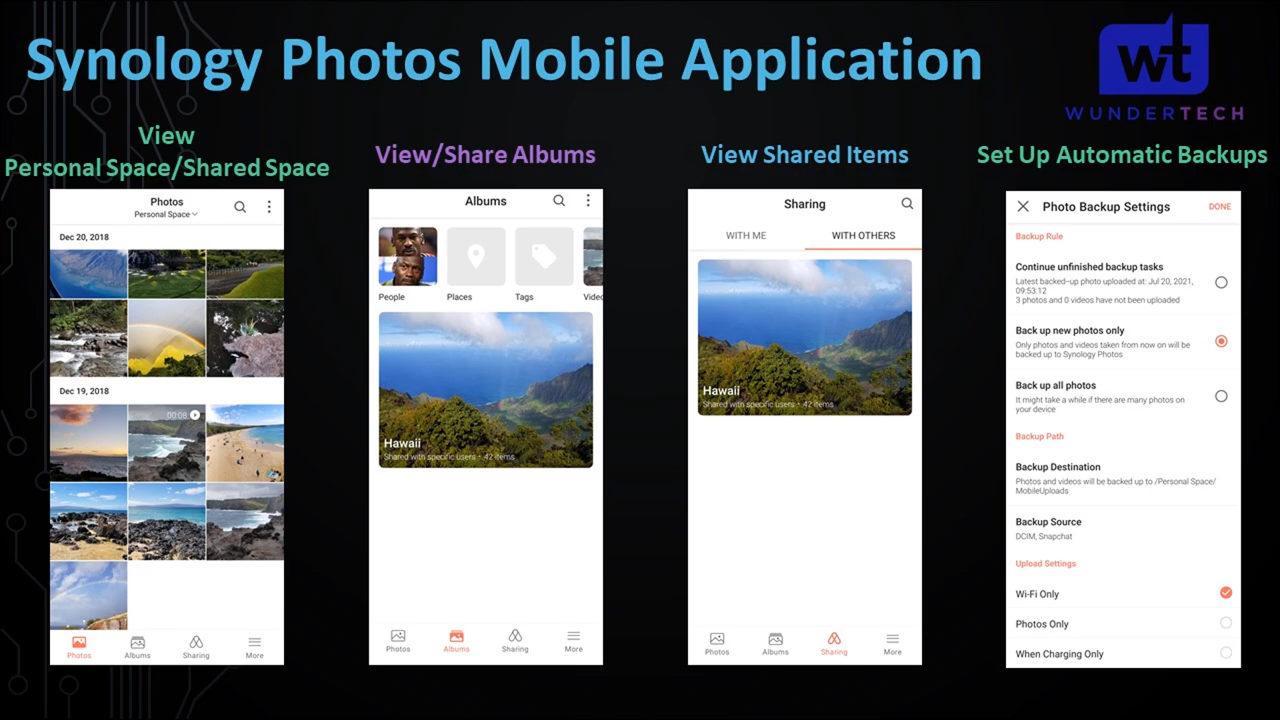 Synology Photos Mobile Application
wt
WUNDERTECH
View
Personal Space/Shared Space
Photos
Personal Space
Dec 20, 2018
Dec 19, 2018
00:08
Photos
Albums
Sharing
More
View/Share Albums
Albums
People
Places
Tags
Videc
Hawaii
Shared with specific users • 42 items
Photos
Albums
Sharing
More
View Shared Items
Sharing
WITH ME
WITH OTHERS
Hawaii
Shared with specific users • 42 items
Photos
Albums
Sharing
More
Set Up Automatic Backups
Photo Backup Settings
DONE
Backup Rule
Continue unfinished backup tasks
Latest backed-up photo uploaded at: Jul 20, 2021,
09:53:12
3 photos and 0 videos have not been uploaded
Back up new photos only
Only photos and videos taken from now on will be
backed up to Synology Photos
Back up all photos
It might take a while if there are many photos on
your device
Backup Path
Backup Destination
Photos and videos will be backed up to /Personal Space/
MobileUploads
Backup Source
DCIM, Snapchat
Upload Settings
Wi-Fi Only
Photos Only
When Charging Only